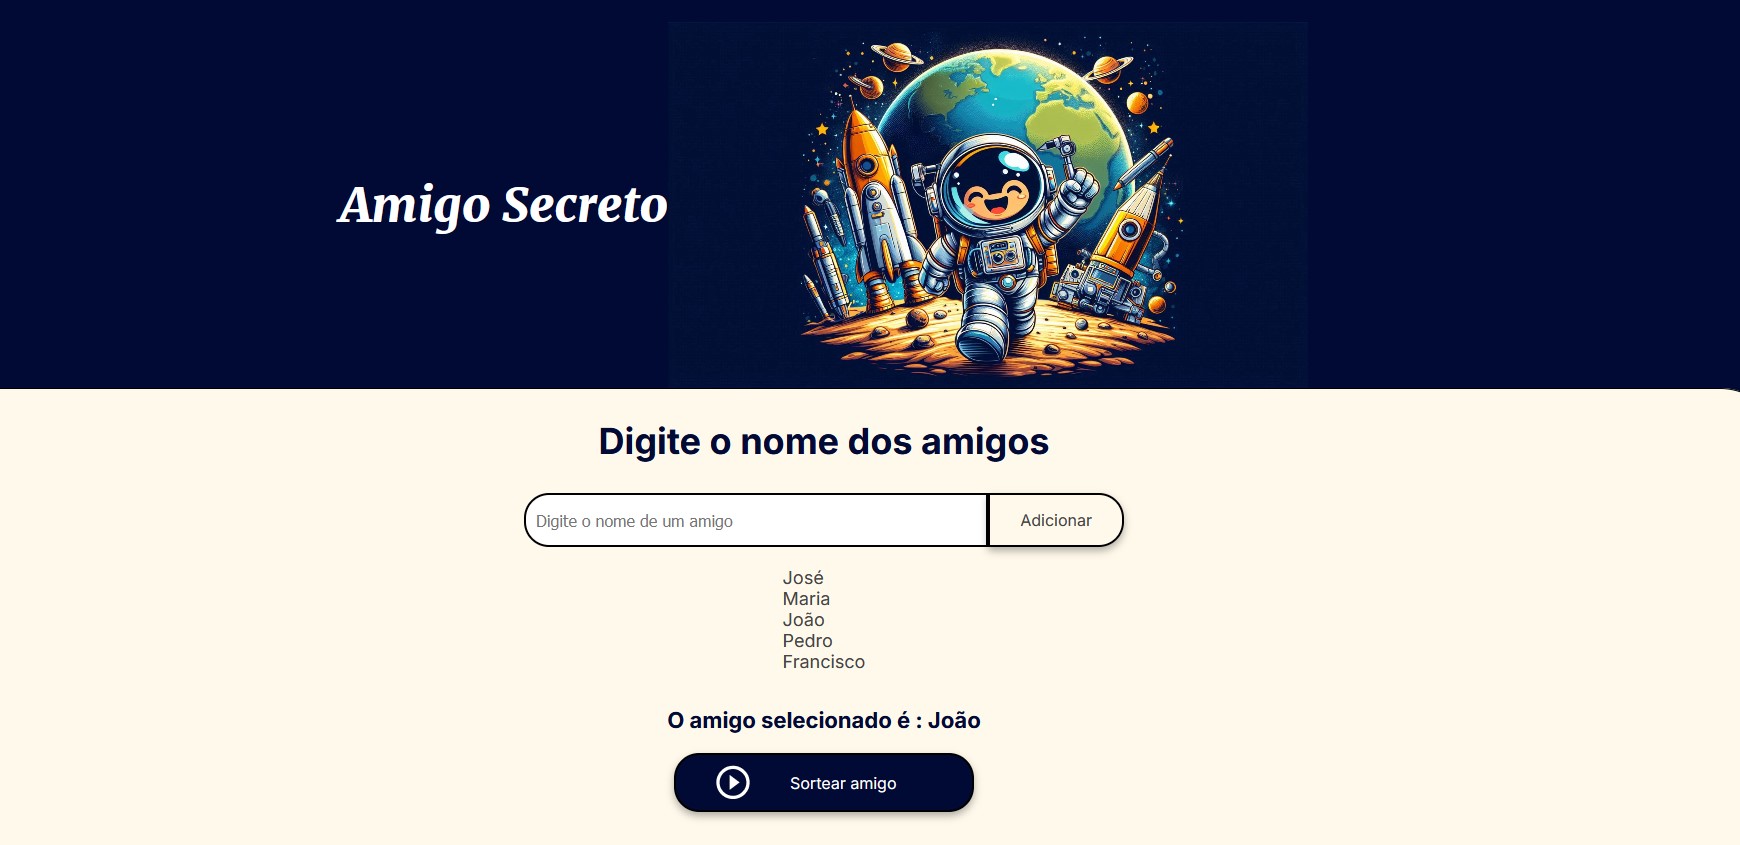 Amigo Secreto
Digite o nome dos amigos
Digite o nome de um amigo
Adicionar
José
Maria
João
Pedro
Francisco
O amigo selecionado é : João
Sortear amigo